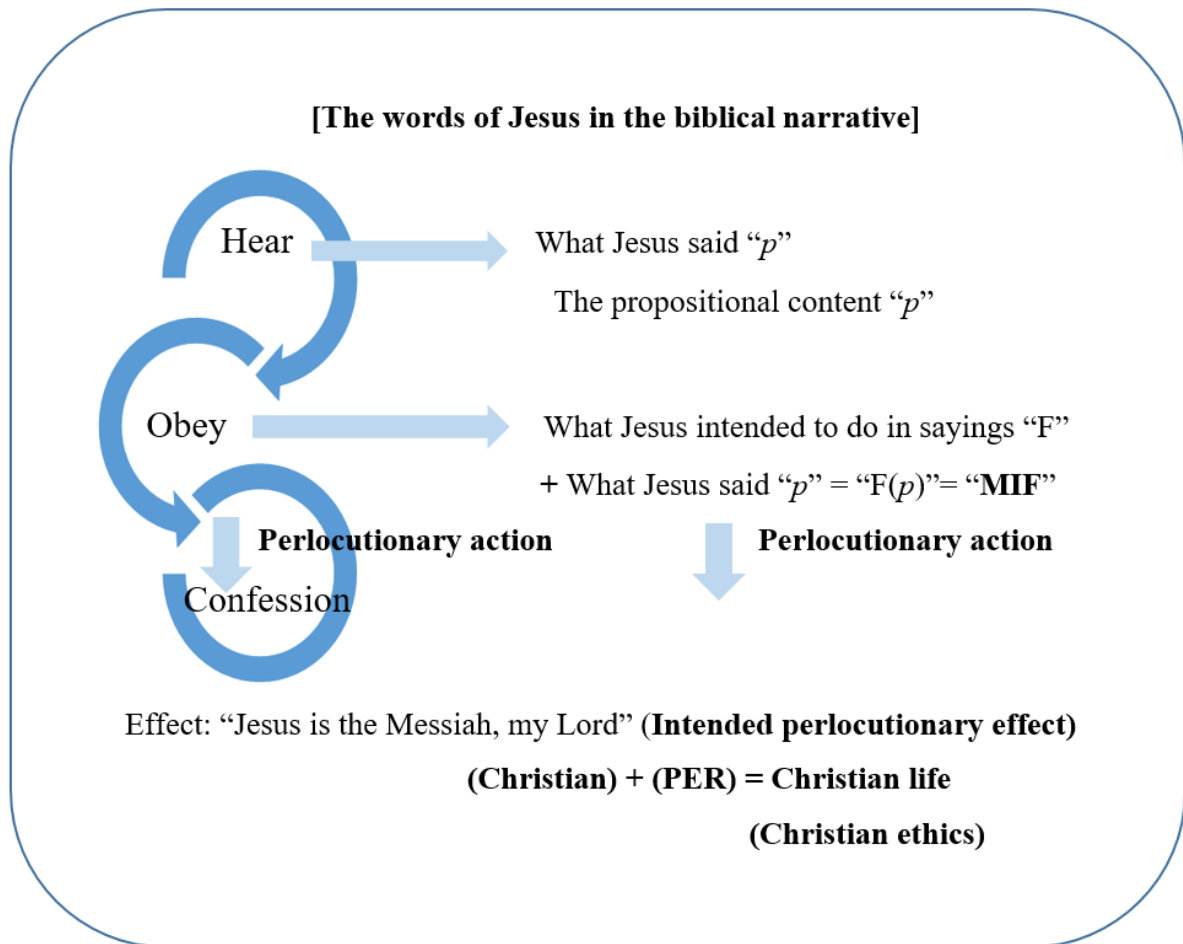 [The words of Jesus in the biblical narrative]
Hear
What Jesus said “p”
The propositional content “p”
Obey
What Jesus intended to do in sayings “F”
+ What Jesus said “p” = “F(p)”= “MIF”
Perlocutionary action
Perlocutionary action
Confession
Effect: “Jesus is the Messiah, my Lord” (Intended perlocutionary effect)
(Christian) + (PER) = Christian life
(Christian ethics)